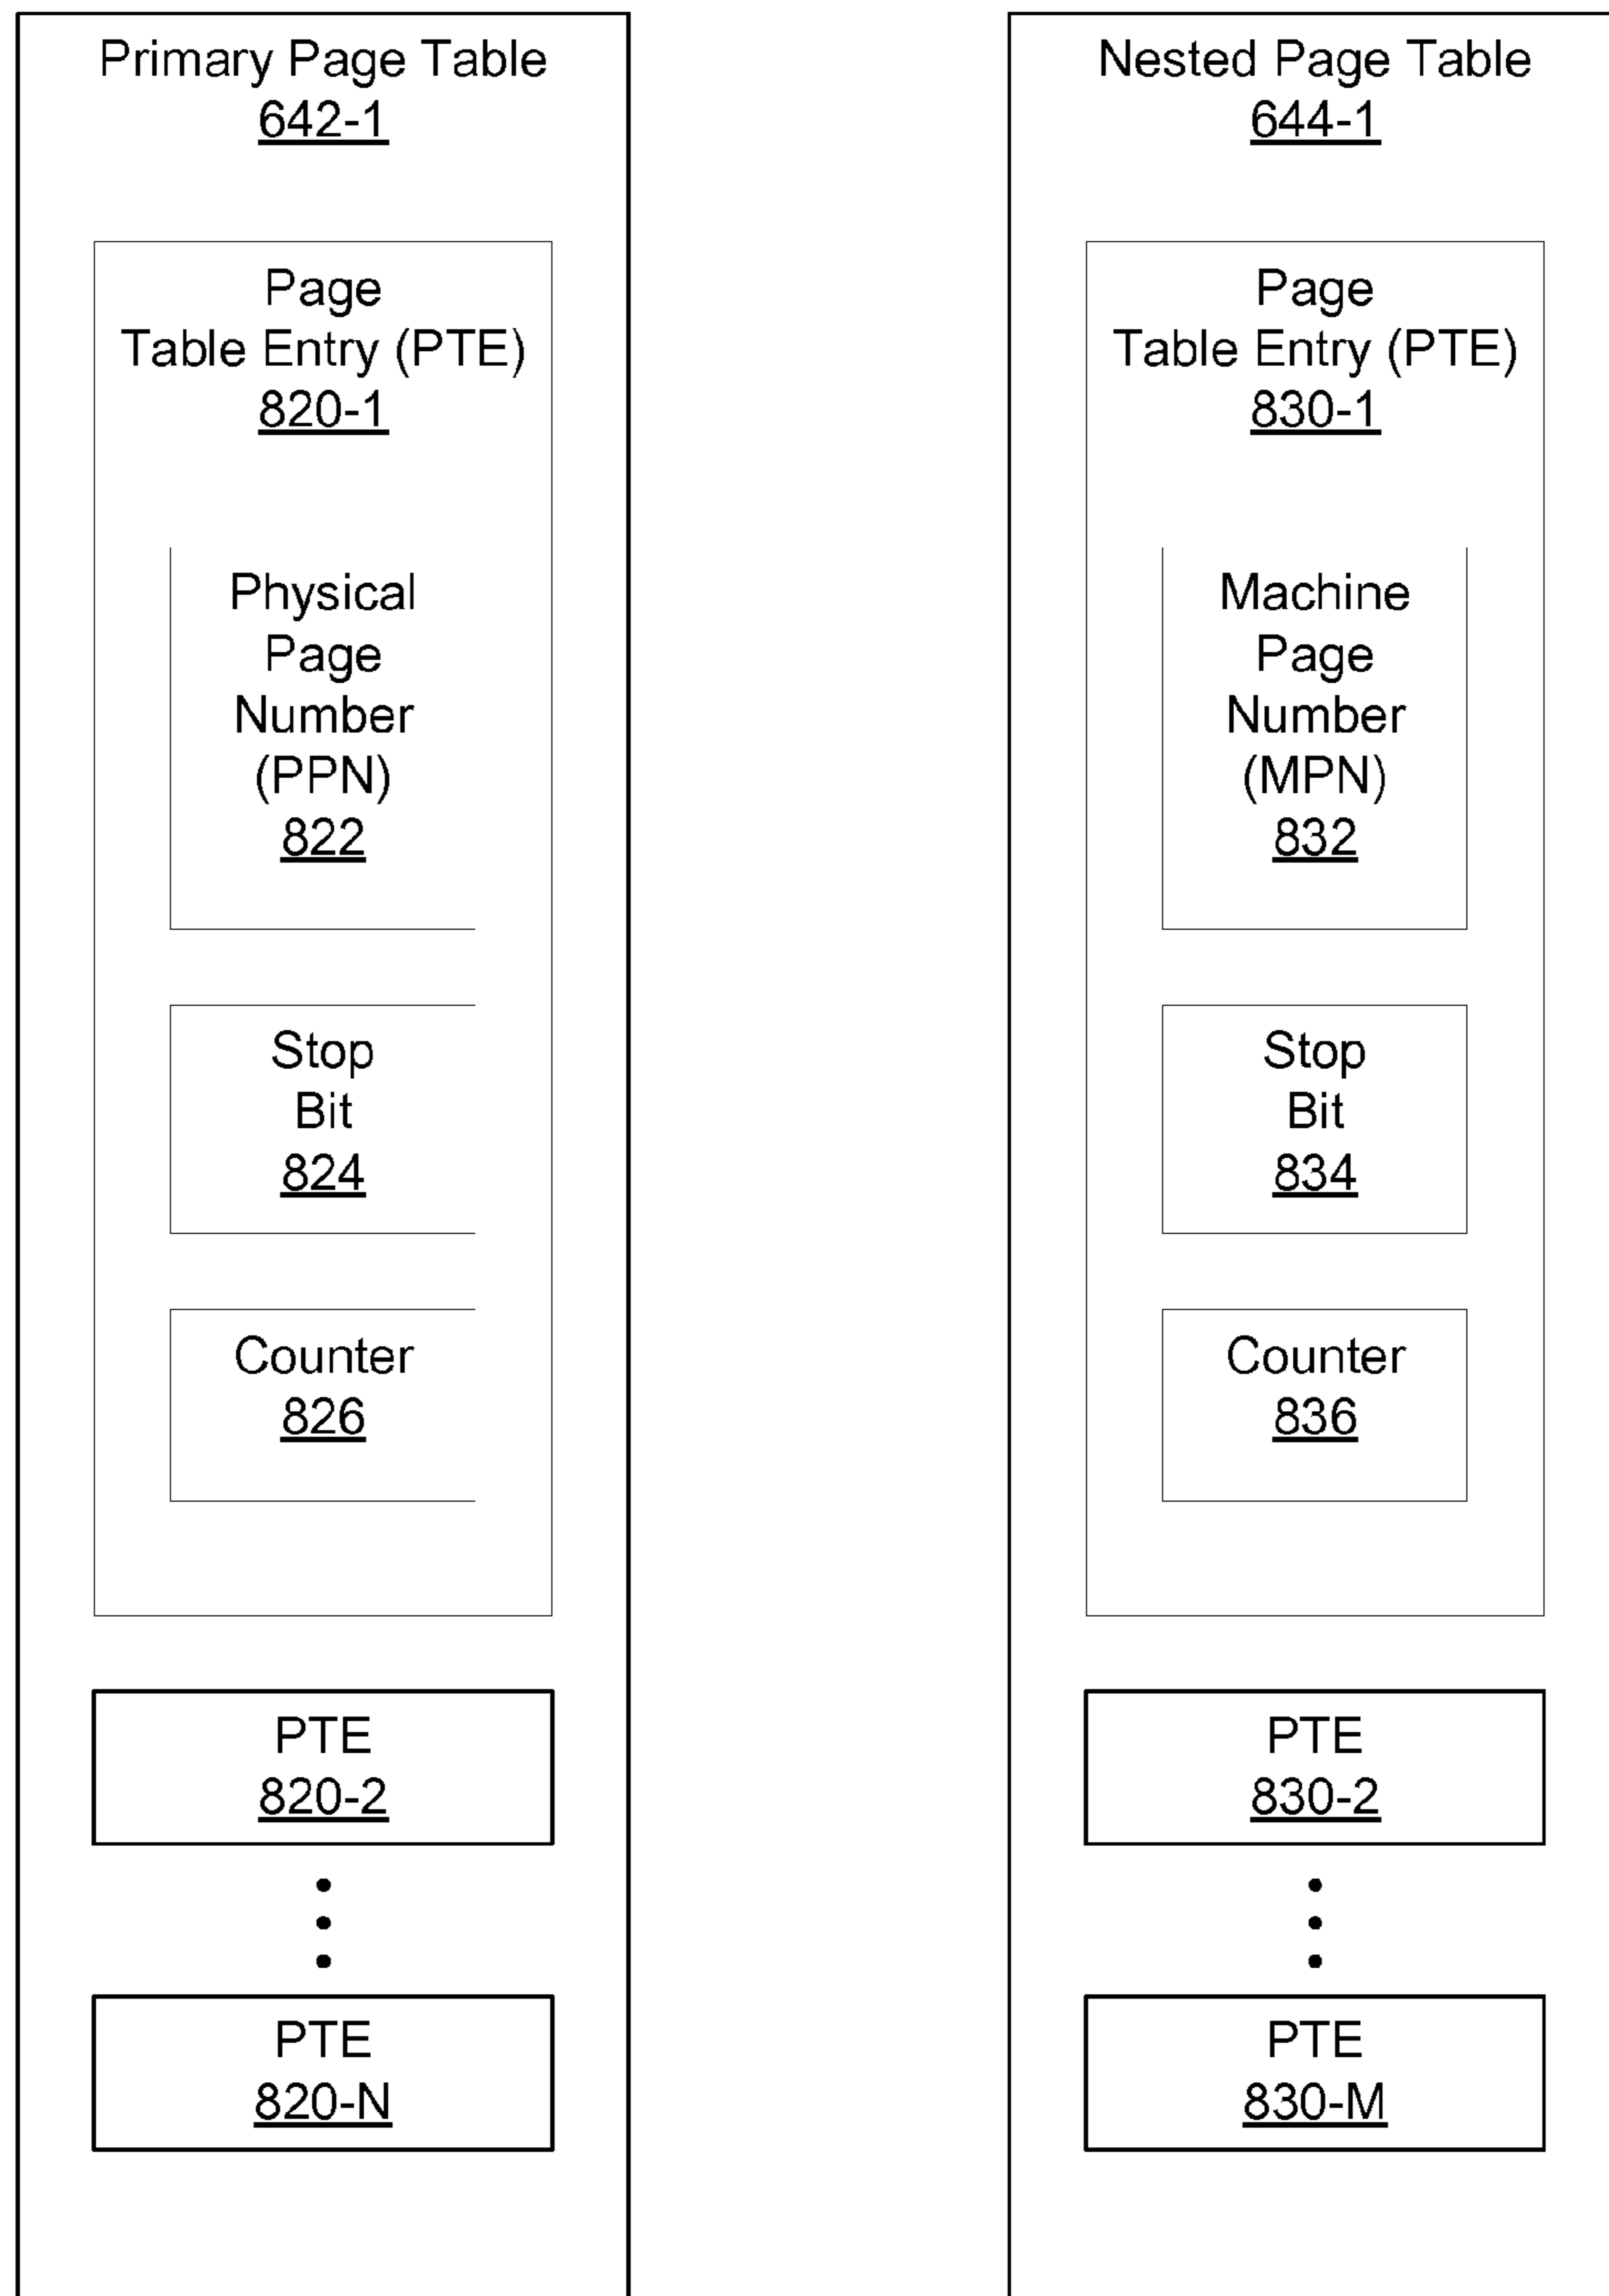 Primary Page Table
642-1
Page
Table Entry (PTE)
820-1
Physical
Page
Number
(PPN)
822
Stop
Bit
824
Counter
826
PTE
820-2
PTE
820-N
Nested Page Table
644-1
Page
Table Entry (PTE)
830-1
Machine
Page
Number
(MPN)
832
Stop
Bit
834
Counter
836
PTE
830-2
PTE
830-M